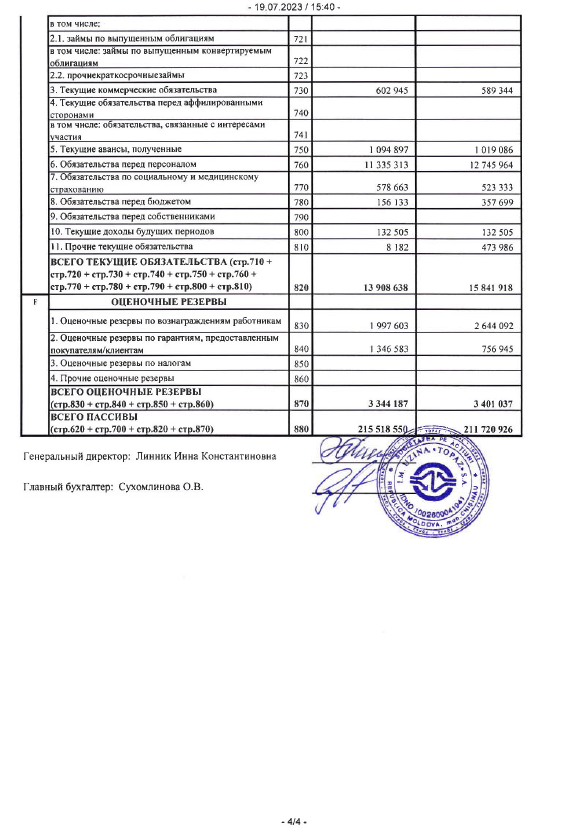 - 19.07.2023 / 15:40 -
в том числе:
2.1. займы по выпущенным облигациям 721
в том числе: займы по выпущенным конвертируемым
облигациям 722
2.2. прочиекраткосрочныезаймы 723
3. Текущие коммерческие обязательства 730 602 945 589 344
4. Текущие обязательства перед аффилированными
сторонами 740
в том числе: обязательства, связанные с интересами
участия 741
5. Текущие авансы, полученные 750 1 094 897 1 019 086
6. Обязательства перед персоналом 760 11 335 313 12 745 964
7. Обязательства по социальному и медицинскому
страхованию 770 578 663 523 333
8. Обязательства перед бюджетом 780 156 133 357 699
9. Обязательства перед собственниками 790
10. Текущие доходы будущих периодов 800 132 505 132 505
11. Прочие текущие обязательства 810 8 182 473 986
ВСЕГО ТЕКУЩИЕ ОБЯЗАТЕЛЬСТВА (стр.710 +
стр.720 + стр.730 + стр.740 + стр.750 + стр.760 +
стр.770 + стр.780 + стр.790 + стр.800 + стр.810) 820 13 908 638 15 841 918
F ОЦЕНОЧНЫЕ РЕЗЕРВЫ
1. Оценочные резервы по вознаграждениям работникам 830 1 997 603 2 644 092
2. Оценочные резервы по гарантиям, предоставленным
покупателям/клиентам 840 1 346 583 756 945
3. Оценочные резервы по налогам 850
4. Прочие оценочные резервы 860
ВСЕГО ОЦЕНОЧНЫЕ РЕЗЕРВЫ
(стр.830 + стр.840 + стр.850 + стр.860) 870 3 344 187 3 401 037
ВСЕГО ПАССИВЫ
(стр.620 + стр.700 + стр.820 + стр.870) 880 215 518 550 211 720 926
Генеральный директор: Линник Инна Константиновна
Главный бухгалтер: Сухомлинова О.В.
SOCIETATEA PE ACŢIUNI
Î.M. UZINA «TOPAZ» S.A.
IDNO 1002600041041
REPUBLICA MOLDOVA, mun. CHIŞINĂU
- 4/4 -